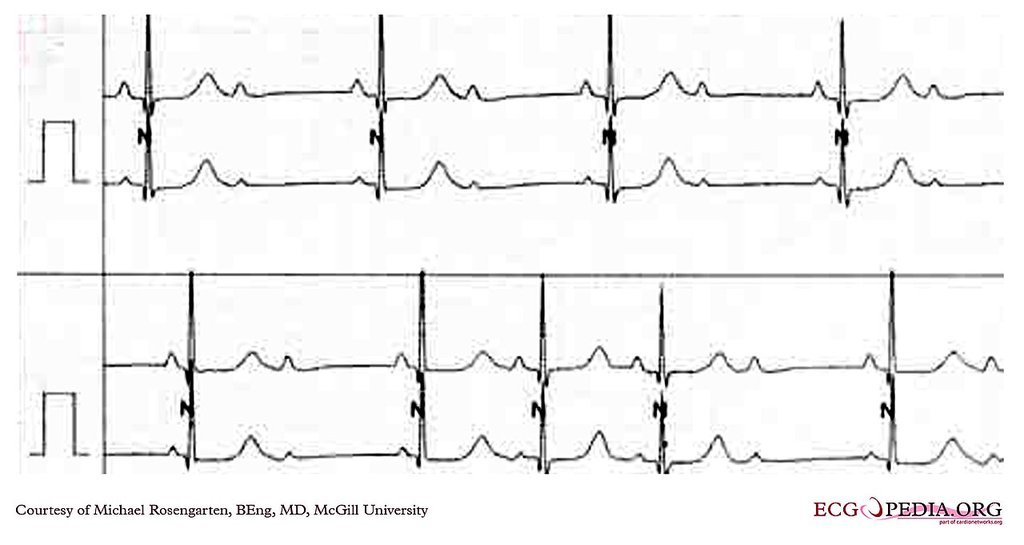 N N N N
N N N N N
Courtesy of Michael Rosengarten, BEng, MD, McGill University
ECGPEDIA.ORG
part of cardionetworks.org